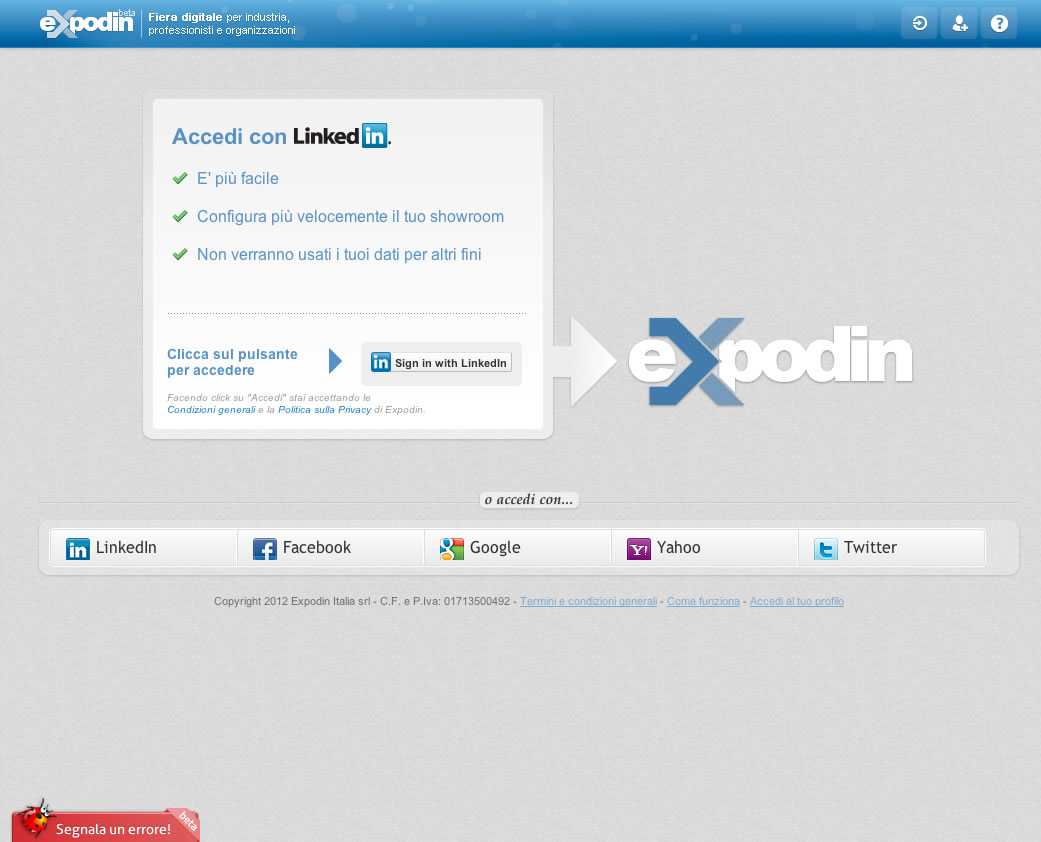 expodin beta
Fiera digitale per industria,
professionisti e organizzazioni
Accedi con Linked in.
E' più facile
Configura più velocemente il tuo showroom
Non verranno usati i tuoi dati per altri fini
Clicca sul pulsante
per accedere
in Sign in with LinkedIn
Facendo click su "Accedi" stai accettando le
Condizioni generali e la Politica sulla Privacy di Expodin.
expodin
o accedi con...
in LinkedIn
f Facebook
g Google
Y! Yahoo
t Twitter
Copyright 2012 Expodin Italia srl - C.F. e P.Iva: 01713500492 - Termini e condizioni generali - Come funziona - Accedi al tuo profilo
Segnala un errore!
beta